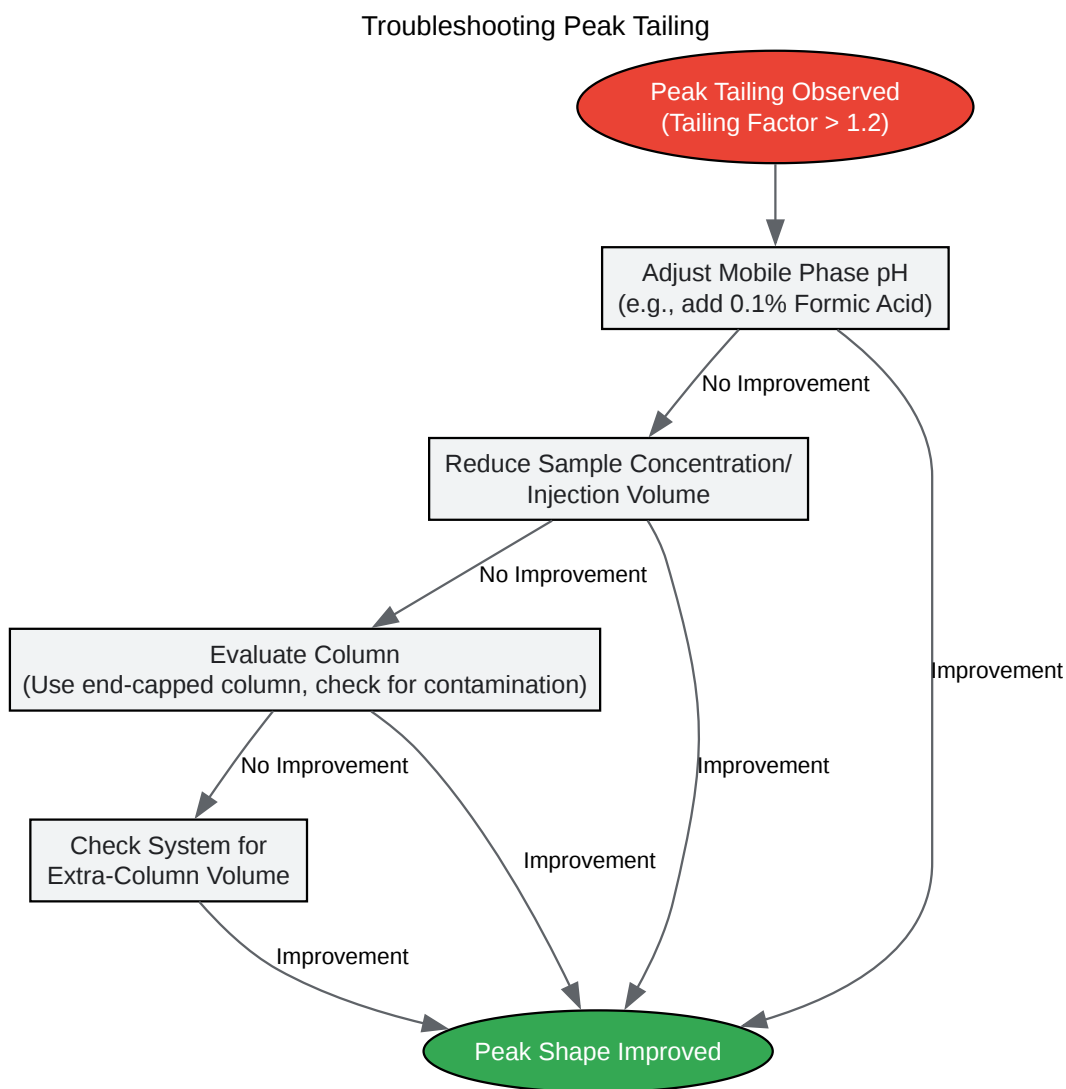 Troubleshooting Peak Tailing
Peak Tailing Observed
(Tailing Factor > 1.2)
Adjust Mobile Phase pH
(e.g., add 0.1% Formic Acid)
No Improvement
Reduce Sample Concentration/
Injection Volume
No Improvement
Evaluate Column
(Use end-capped column, check for contamination)
Improvement
No Improvement
Improvement
Check System for
Extra-Column Volume
Improvement
Improvement
Peak Shape Improved